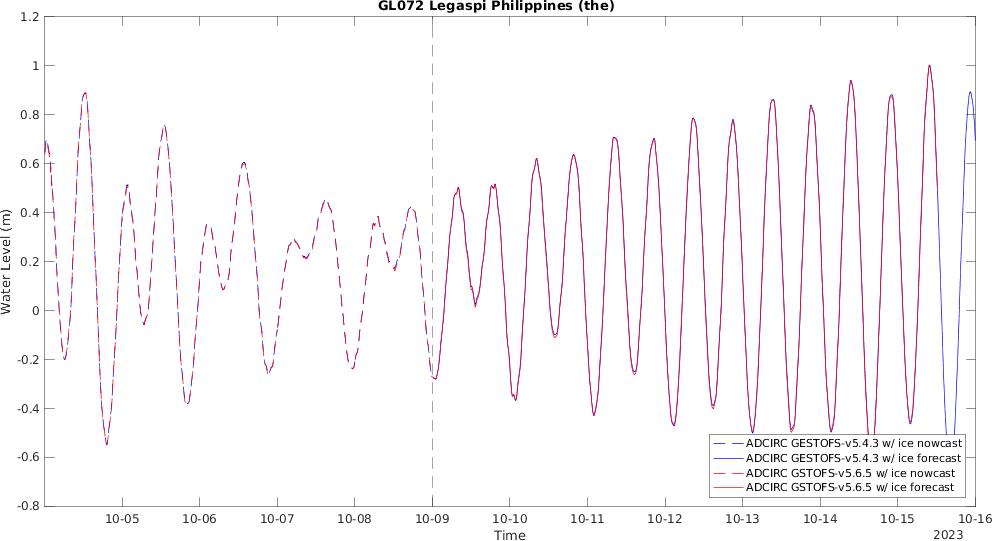 GL072 Legaspi Philippines (the)
1.2
1
0.8
0.6
0.4
0.2
0
-0.2
-0.4
-0.6
-0.8
Water Level (m)
ADCIRC GESTOFS-v5.4.3 w/ ice nowcast
ADCIRC GESTOFS-v5.4.3 w/ ice forecast
ADCIRC GSTOFS-v5.6.5 w/ ice nowcast
ADCIRC GSTOFS-v5.6.5 w/ ice forecast
10-05 10-06 10-07 10-08 10-09 10-10 10-11 10-12 10-13 10-14 10-15 10-16
Time
2023